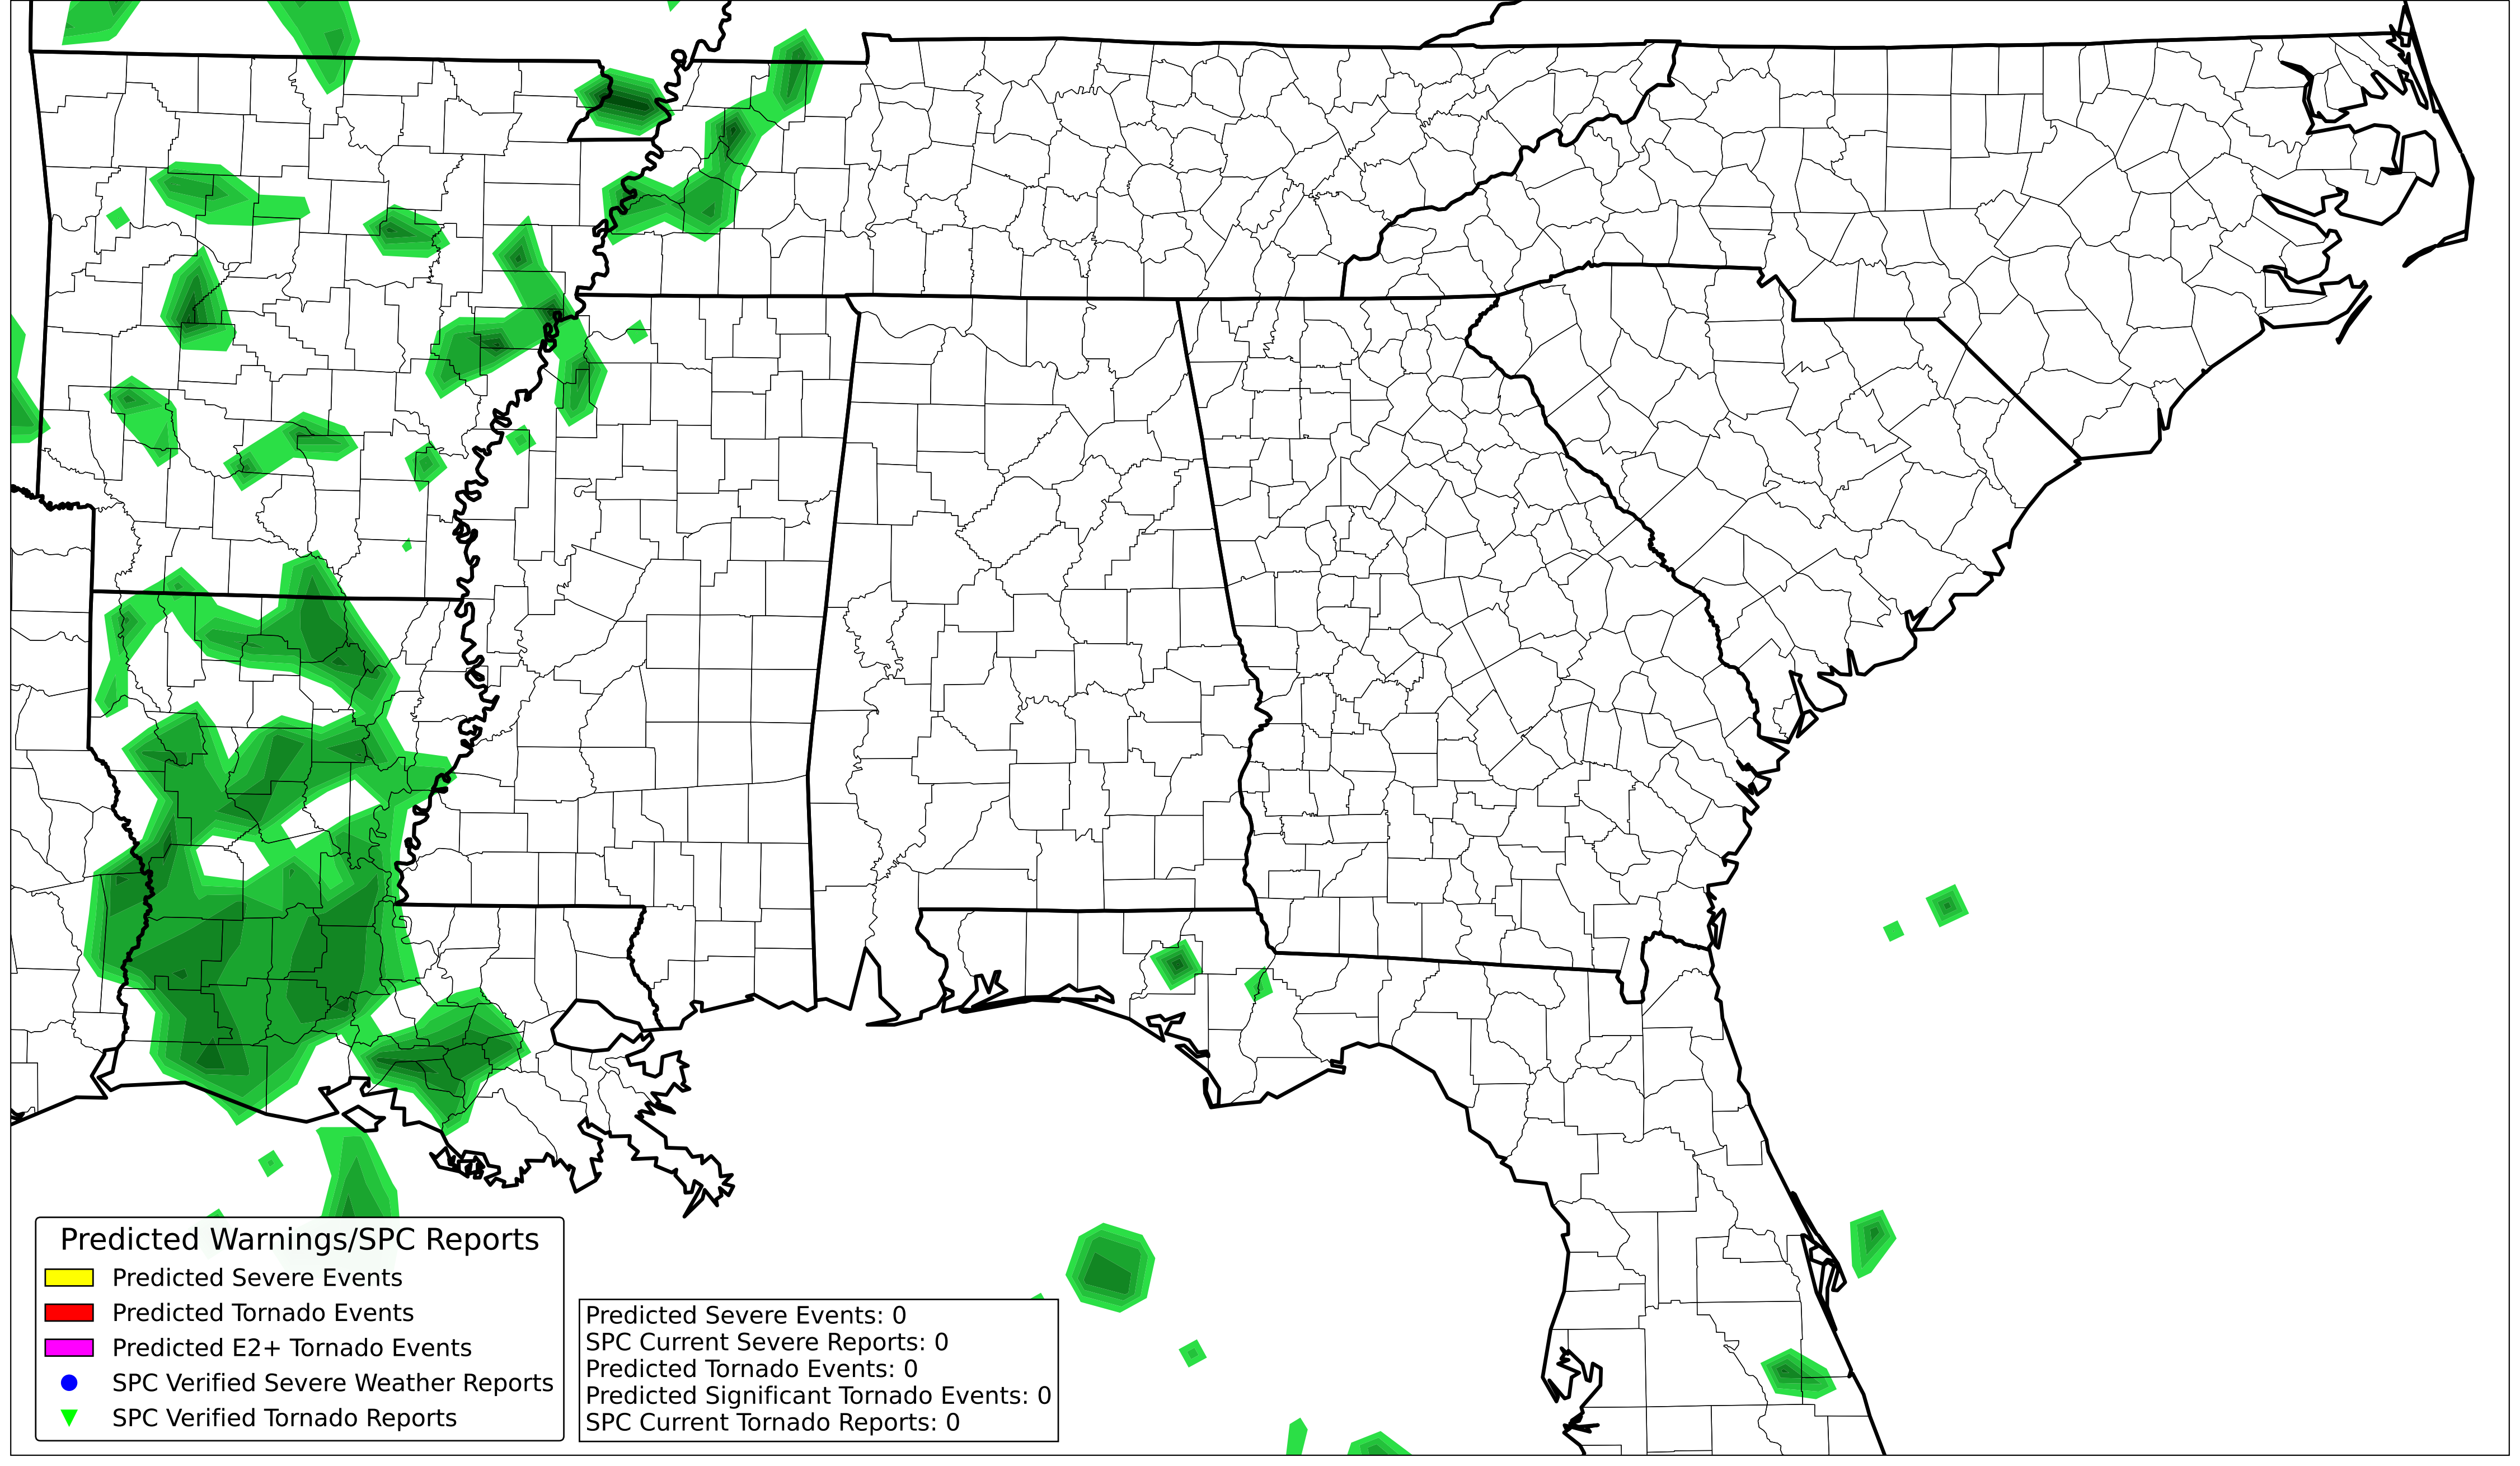 Predicted Warnings/SPC Reports
Predicted Severe Events
Predicted Tornado Events
Predicted E2+ Tornado Events
SPC Verified Severe Weather Reports
SPC Verified Tornado Reports
Predicted Severe Events: 0
SPC Current Severe Reports: 0
Predicted Tornado Events: 0
Predicted Significant Tornado Events: 0
SPC Current Tornado Reports: 0